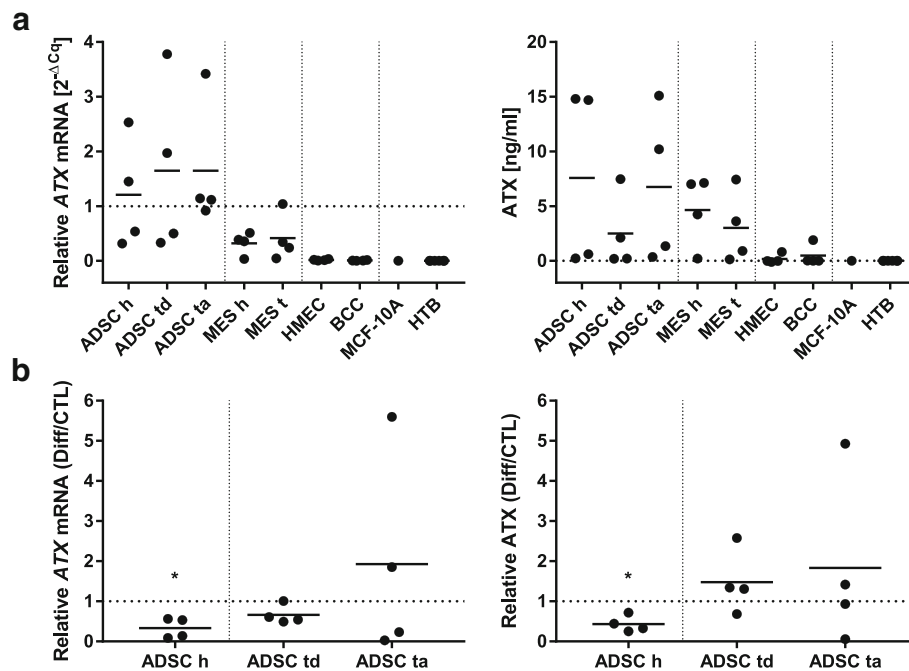 a
Relative ATX mRNA [2-ΔCq]
4
3
2
1
0
ADSC h
ADSC td
ADSC ta
MES h
MES t
HMEC
BCC
MCF-10A
HTB
ATX [ng/ml]
20
15
10
5
0
ADSC h
ADSC td
ADSC ta
MES h
MES t
HMEC
BCC
MCF-10A
HTB
b
Relative ATX mRNA (Diff/CTL)
6
5
4
3
2
1
0
*
ADSC h
ADSC td
ADSC ta
Relative ATX (Diff/CTL)
6
5
4
3
2
1
0
*
ADSC h
ADSC td
ADSC ta